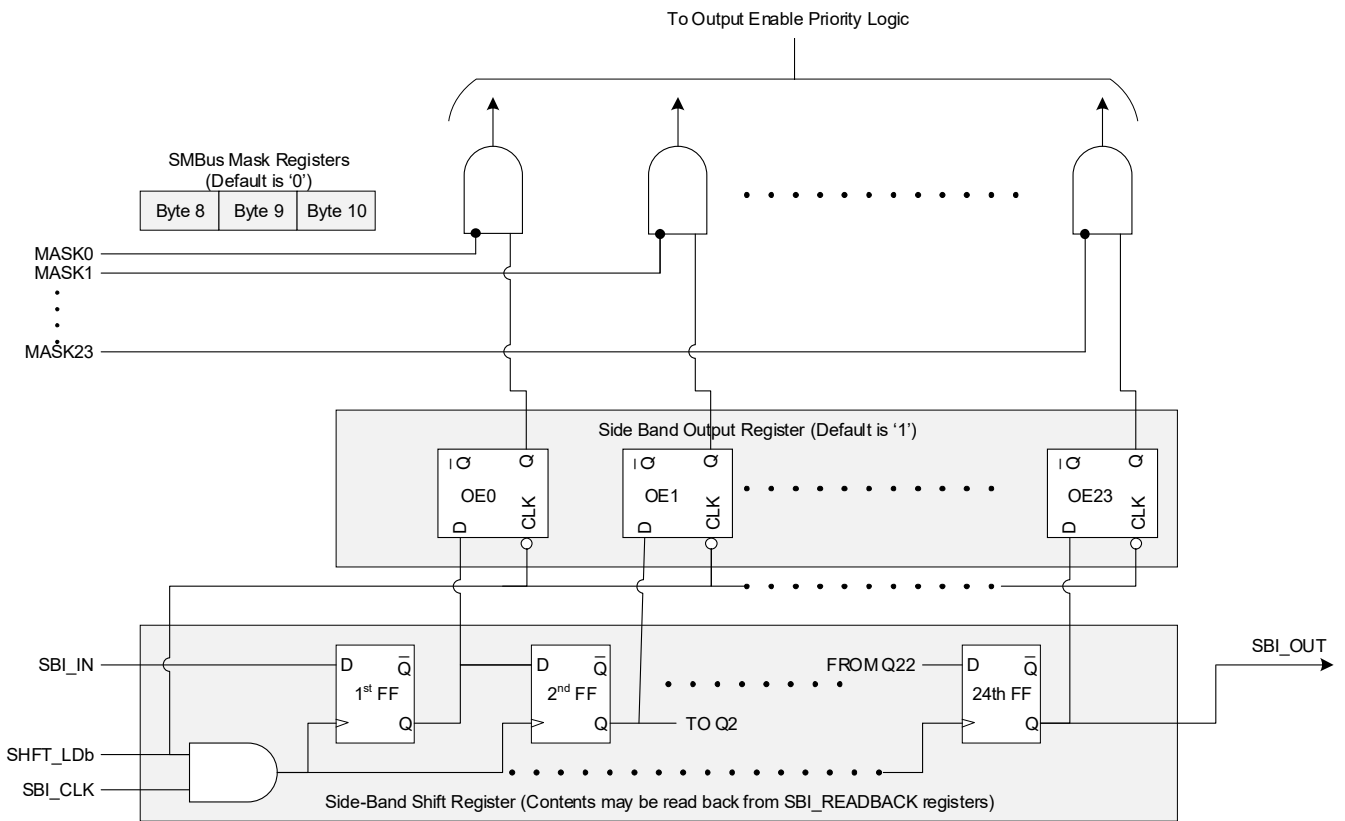 To Output Enable Priority Logic
SMBus Mask Registers
(Default is ‘0’)
Byte 8 Byte 9 Byte 10
MASK0
MASK1
MASK23
Side Band Output Register (Default is ‘1’)
Q̅ Q Q̅ Q Q̅ Q
OE0 OE1 OE23
D CLK D CLK D CLK
SBI_OUT
SBI_IN D Q̅ D Q̅ FROM Q22 D Q̅
1st FF 2nd FF 24th FF
Q Q TO Q2 Q
SHFT_LDb
SBI_CLK
Side-Band Shift Register (Contents may be read back from SBI_READBACK registers)